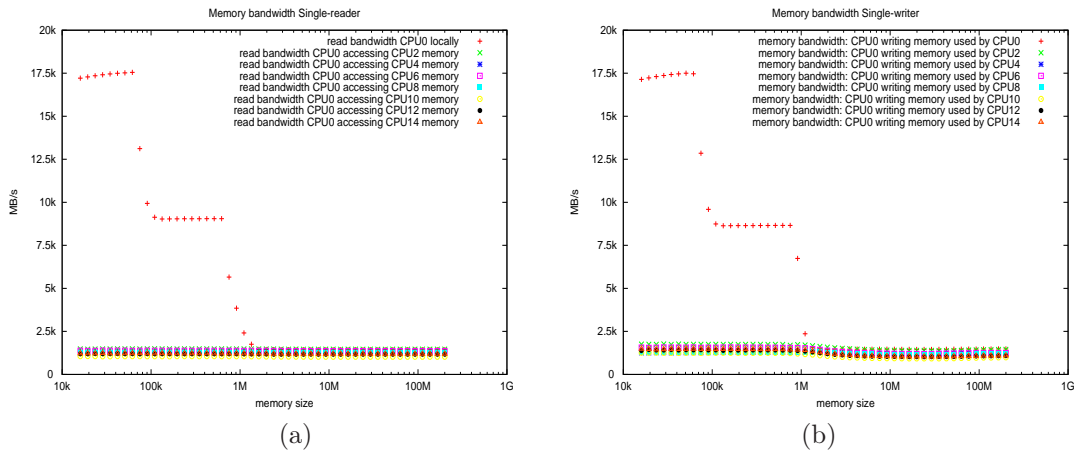 Memory bandwidth Single-reader
20k
17.5k
15k
12.5k
10k
7.5k
5k
2.5k
0
MB/s
read bandwidth CPU0 locally
read bandwidth CPU0 accessing CPU2 memory
read bandwidth CPU0 accessing CPU4 memory
read bandwidth CPU0 accessing CPU6 memory
read bandwidth CPU0 accessing CPU8 memory
read bandwidth CPU0 accessing CPU10 memory
read bandwidth CPU0 accessing CPU12 memory
read bandwidth CPU0 accessing CPU14 memory
10k 100k 1M 10M 100M 1G
memory size
(a)
Memory bandwidth Single-writer
20k
17.5k
15k
12.5k
10k
7.5k
5k
2.5k
0
MB/s
memory bandwidth: CPU0 writing memory used by CPU0
memory bandwidth: CPU0 writing memory used by CPU2
memory bandwidth: CPU0 writing memory used by CPU4
memory bandwidth: CPU0 writing memory used by CPU6
memory bandwidth: CPU0 writing memory used by CPU8
memory bandwidth: CPU0 writing memory used by CPU10
memory bandwidth: CPU0 writing memory used by CPU12
memory bandwidth: CPU0 writing memory used by CPU14
10k 100k 1M 10M 100M 1G
memory size
(b)